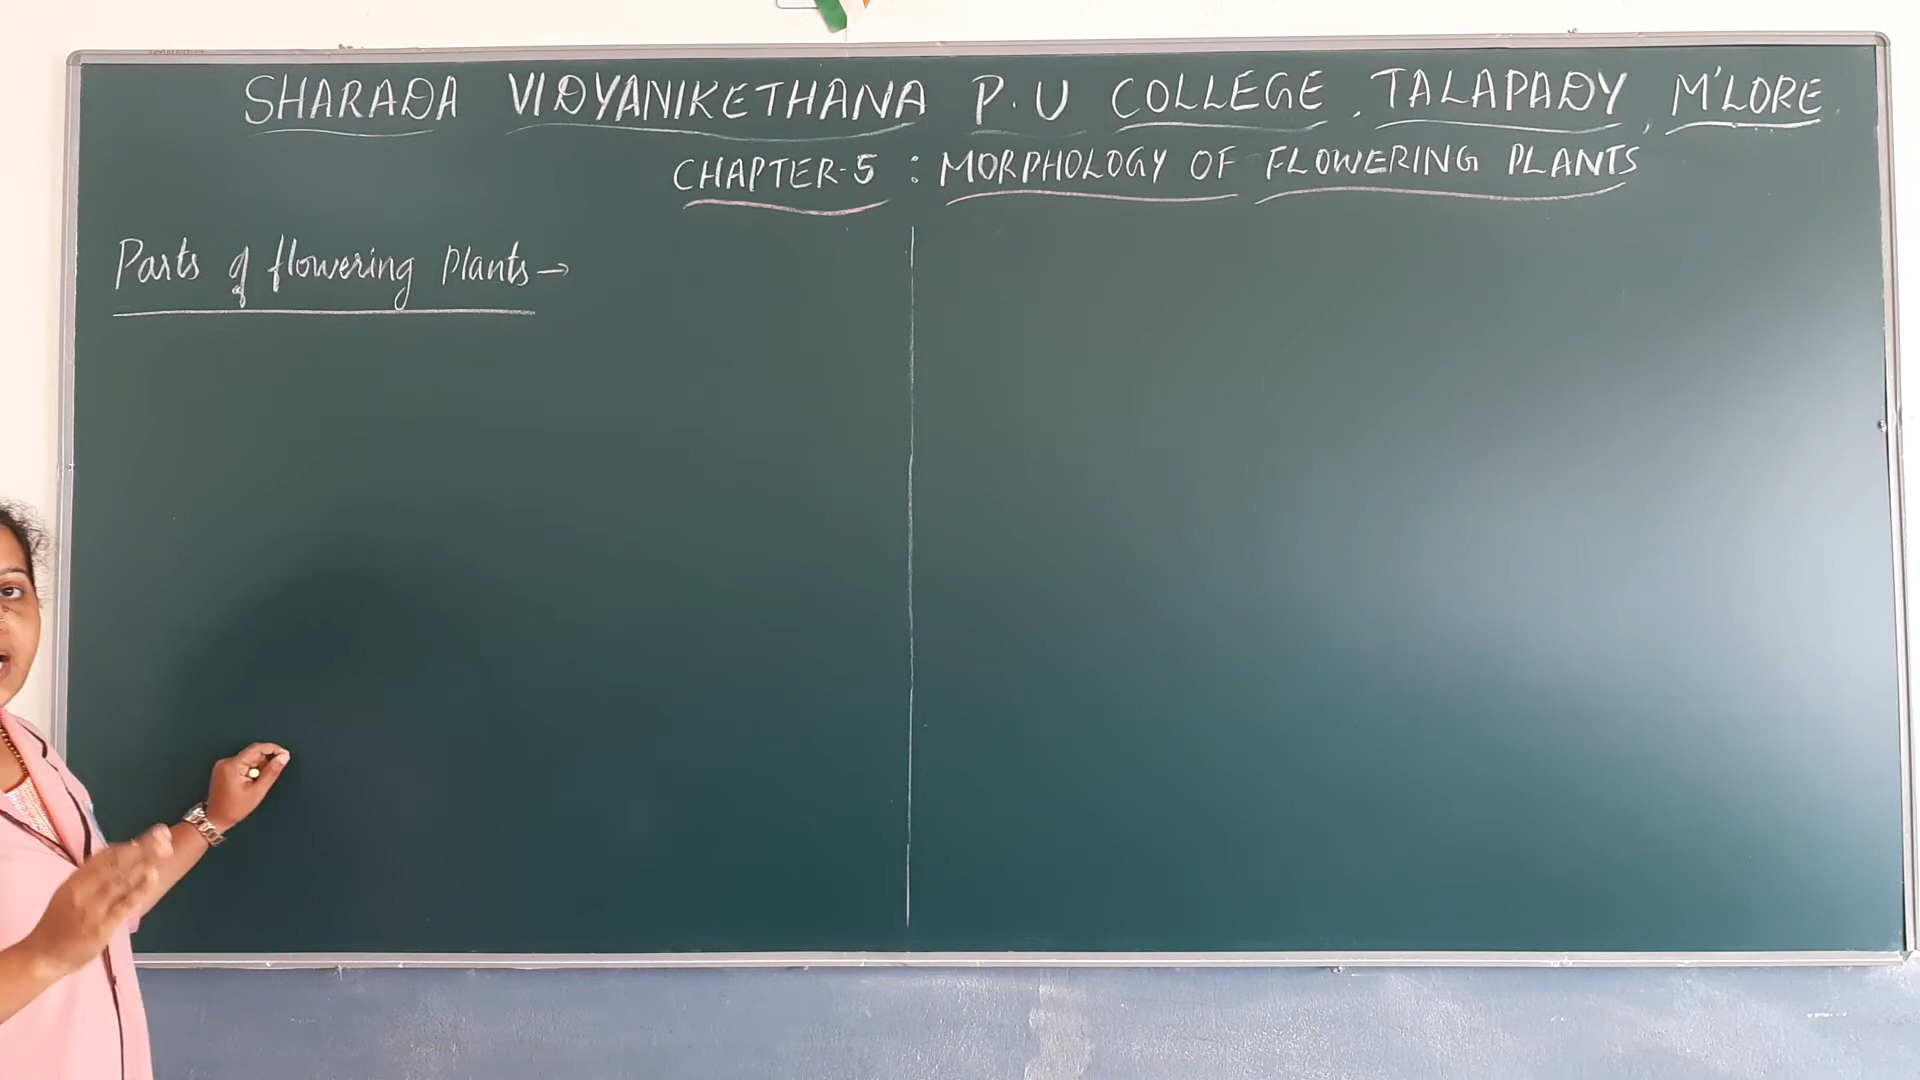 SHARADA VIDYANIKETHANA P.U COLLEGE, TALAPADY, M'LORE
CHAPTER-5 : MORPHOLOGY OF FLOWERING PLANTS
Parts of flowering plants →